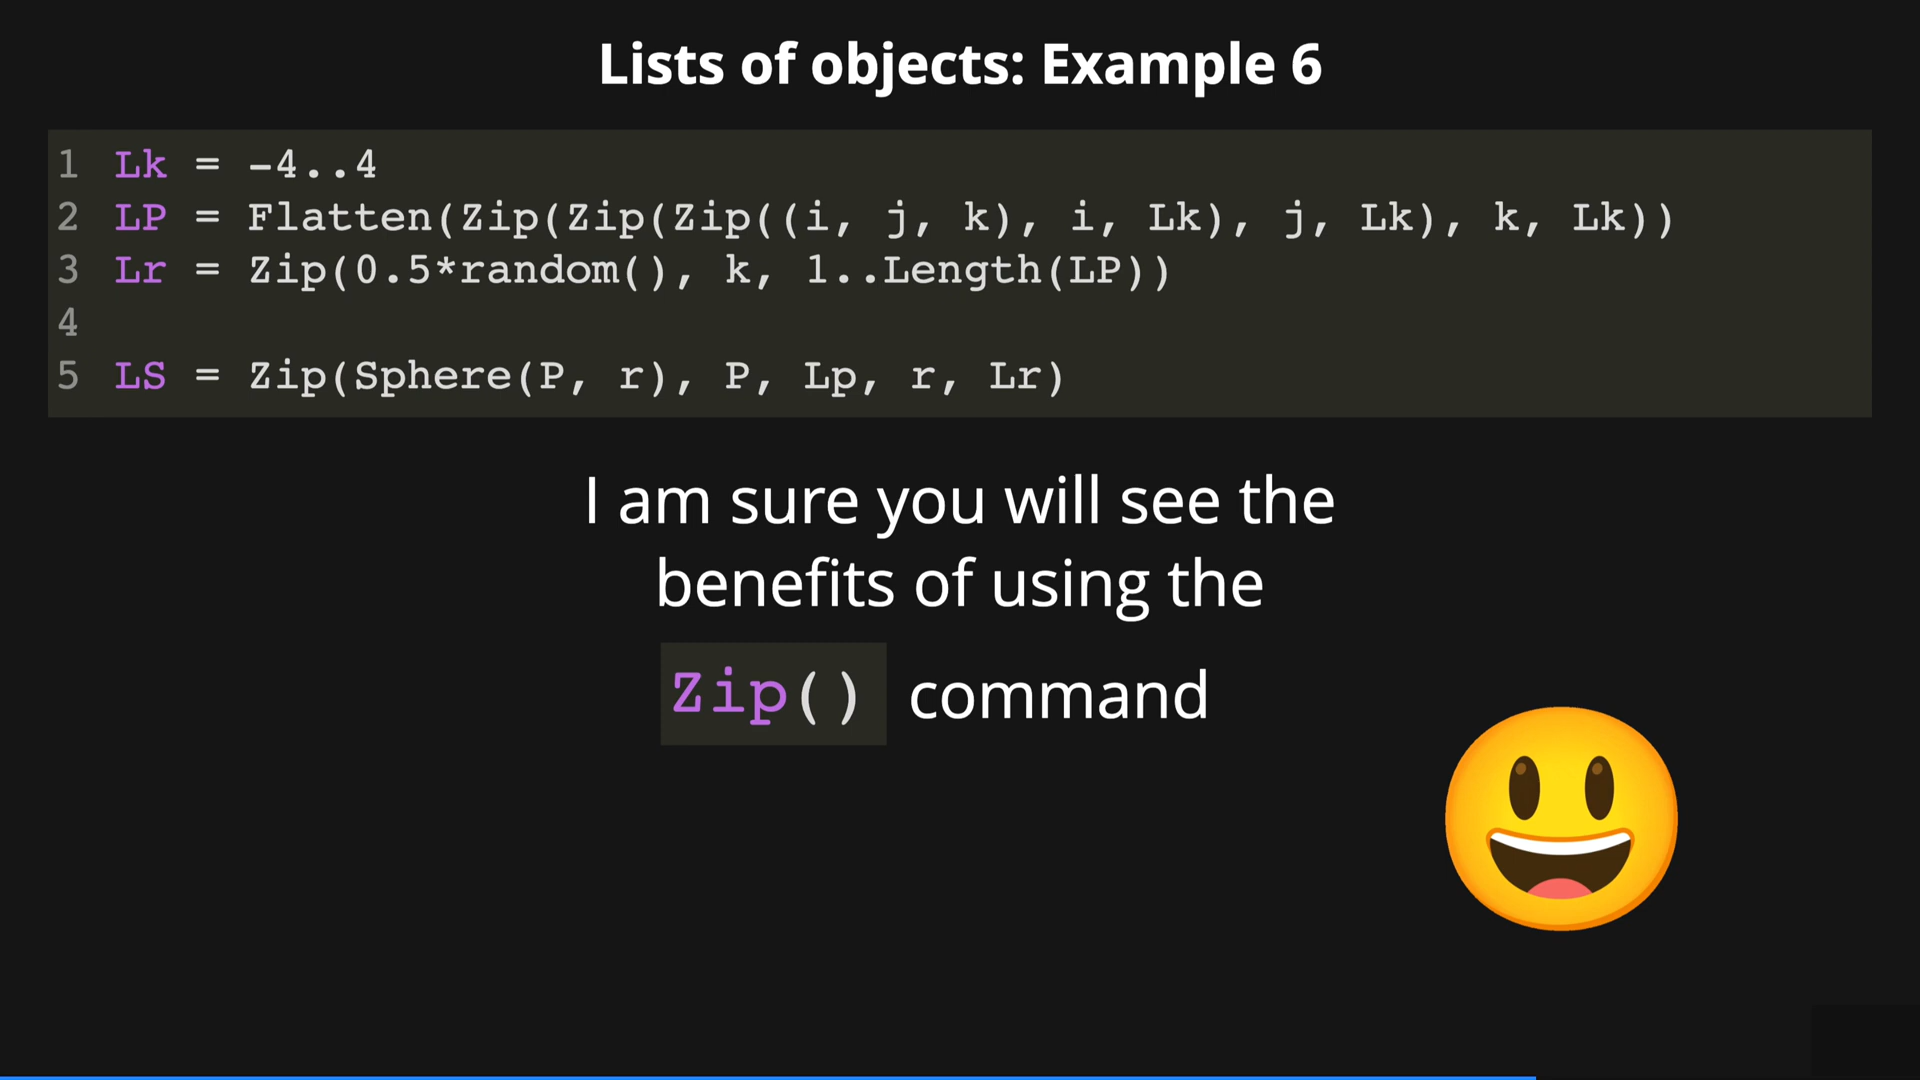 Lists of objects: Example 6
1 Lk = -4..4
2 LP = Flatten(Zip(Zip(Zip((i, j, k), i, Lk), j, Lk), k, Lk))
3 Lr = Zip(0.5*random(), k, 1..Length(LP))
4
5 LS = Zip(Sphere(P, r), P, Lp, r, Lr)
I am sure you will see the
benefits of using the
Zip() command